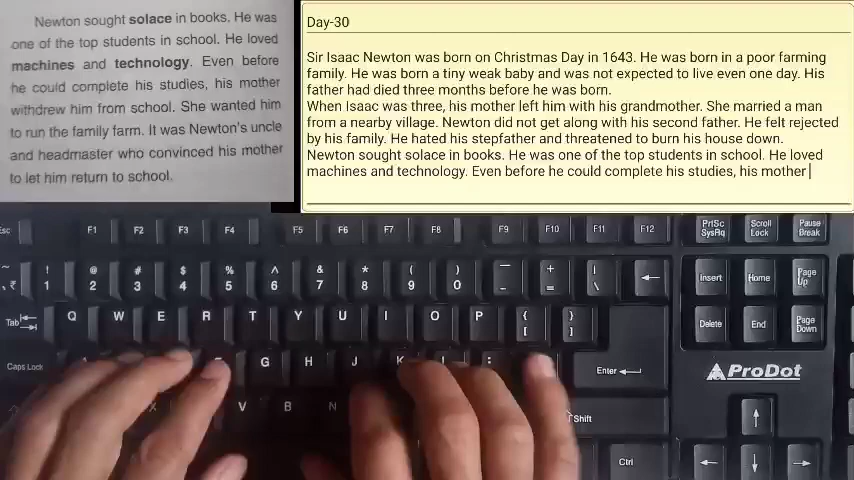 Newton sought solace in books. He was
one of the top students in school. He loved
machines and technology. Even before
he could complete his studies, his mother
withdrew him from school. She wanted him
to run the family farm. It was Newton's uncle
and headmaster who convinced his mother
to let him return to school.
Day-30
Sir Isaac Newton was born on Christmas Day in 1643. He was born in a poor farming
family. He was born a tiny weak baby and was not expected to live even one day. His
father had died three months before he was born.
When Isaac was three, his mother left him with his grandmother. She married a man
from a nearby village. Newton did not get along with his second father. He felt rejected
by his family. He hated his stepfather and threatened to burn his house down.
Newton sought solace in books. He was one of the top students in school. He loved
machines and technology. Even before he could complete his studies, his mother
Esc F1 F2 F3 F4 F5 F6 F7 F8 F9 F10 F11 F12 PrtSc SysRq Scroll Lock Pause Break
~ ! @ # $ % ^ & * ( ) — + |
` ₹ 1 2 3 4 5 6 7 8 9 0 - = \ ← Insert Home Page Up
Tab Q W E R T Y U I O P { [ } ] Delete End Page Down
Caps Lock G H J K L : Enter ProDot
X V B N Shift ↑
Ctrl ← ↓ →